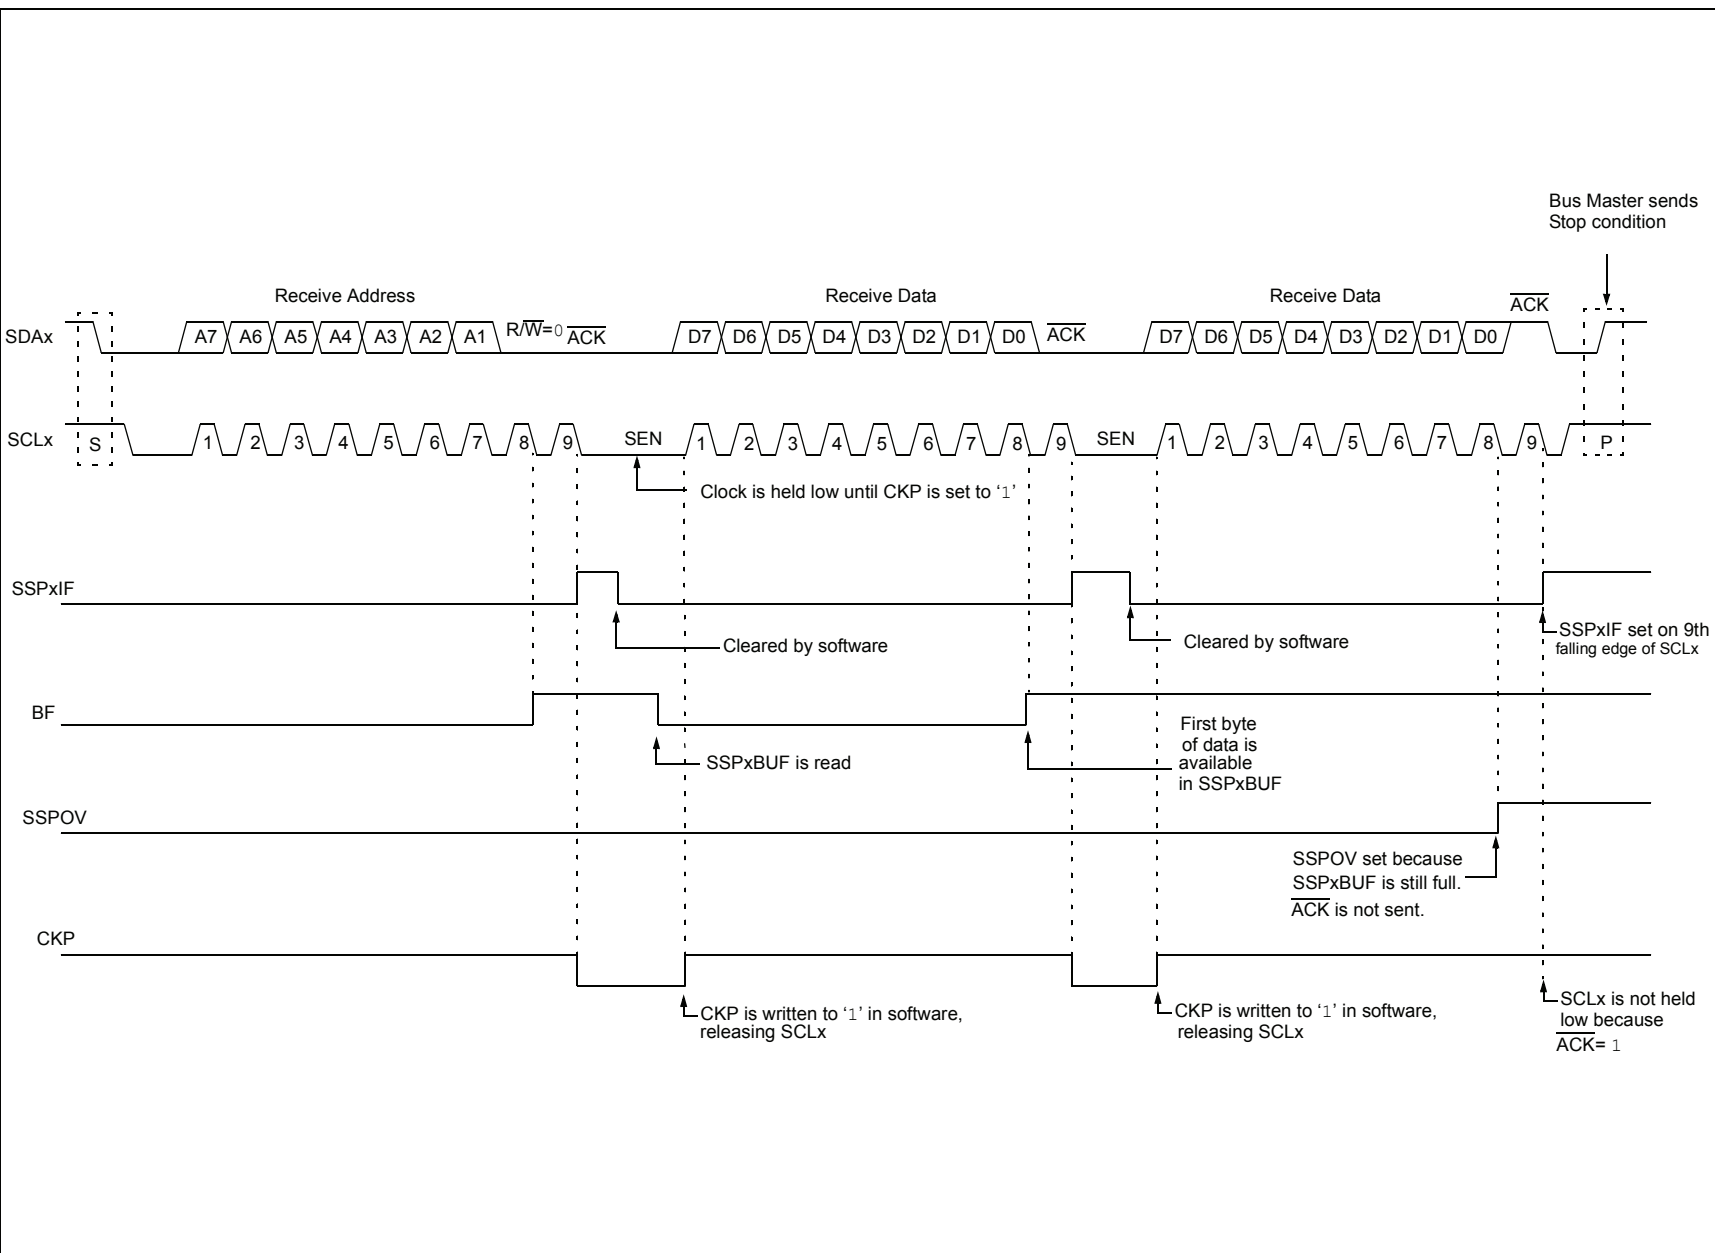 Bus Master sends
Stop condition
Receive Address
Receive Data
Receive Data
ACK
SDAx
A7 A6 A5 A4 A3 A2 A1 R/W=0 ACK
D7 D6 D5 D4 D3 D2 D1 D0 ACK
D7 D6 D5 D4 D3 D2 D1 D0
SCLx
S
1 2 3 4 5 6 7 8 9 SEN
1 2 3 4 5 6 7 8 9 SEN
1 2 3 4 5 6 7 8 9 P
Clock is held low until CKP is set to ‘1’
SSPxIF
Cleared by software
Cleared by software
SSPxIF set on 9th
falling edge of SCLx
BF
SSPxBUF is read
First byte
of data is
available
in SSPxBUF
SSPOV
SSPOV set because
SSPxBUF is still full.
ACK is not sent.
CKP
CKP is written to ‘1’ in software,
releasing SCLx
CKP is written to ‘1’ in software,
releasing SCLx
SCLx is not held
low because
ACK= 1